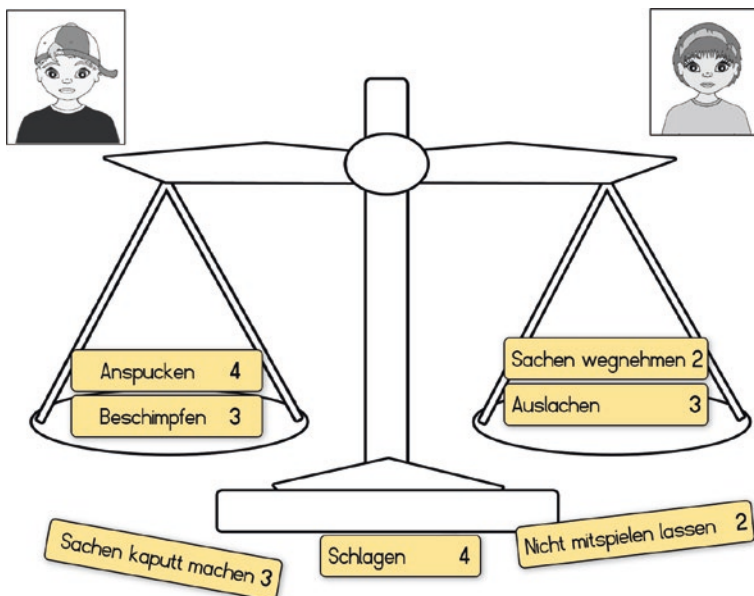 Anspucken 4
Beschimpfen 3
Sachen wegnehmen 2
Auslachen 3
Sachen kaputt machen 3
Schlagen 4
Nicht mitspielen lassen 2